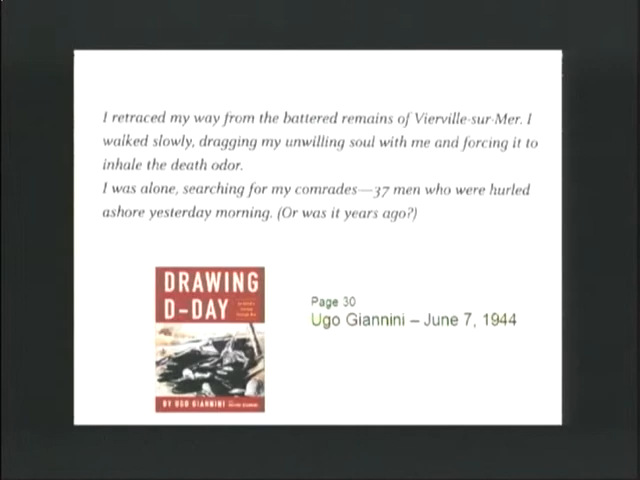 I retraced my way from the battered remains of Vierville-sur-Mer. I
walked slowly, dragging my unwilling soul with me and forcing it to
inhale the death odor.
I was alone, searching for my comrades—37 men who were hurled
ashore yesterday morning. (Or was it years ago?)
DRAWING
D-DAY
Page 30
Ugo Giannini – June 7, 1944
BY UGO GIANNINI